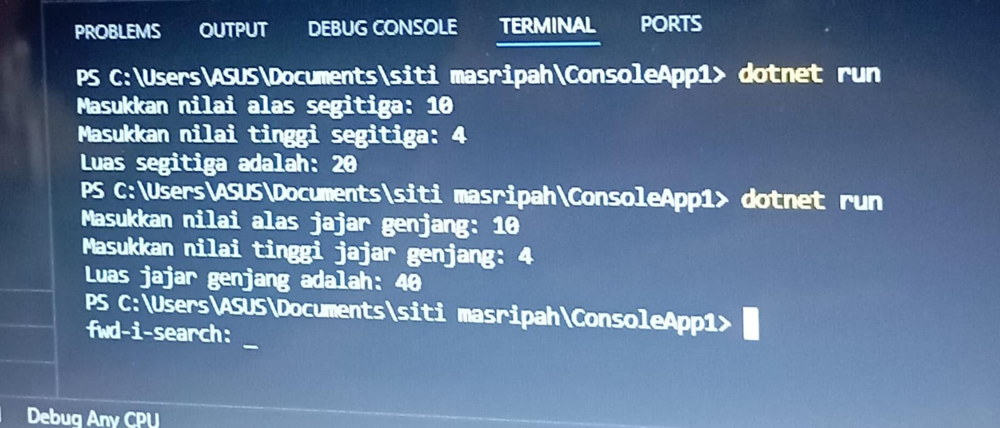 PROBLEMS OUTPUT DEBUG CONSOLE TERMINAL PORTS
PS C:\Users\ASUS\Documents\siti masripah\ConsoleApp1> dotnet run
Masukkan nilai alas segitiga: 10
Masukkan nilai tinggi segitiga: 4
Luas segitiga adalah: 20
PS C:\Users\ASUS\Documents\siti masripah\ConsoleApp1> dotnet run
Masukkan nilai alas jajar genjang: 10
Masukkan nilai tinggi jajar genjang: 4
Luas jajar genjang adalah: 40
PS C:\Users\ASUS\Documents\siti masripah\ConsoleApp1>
fwd-i-search: _
Debug Any CPU